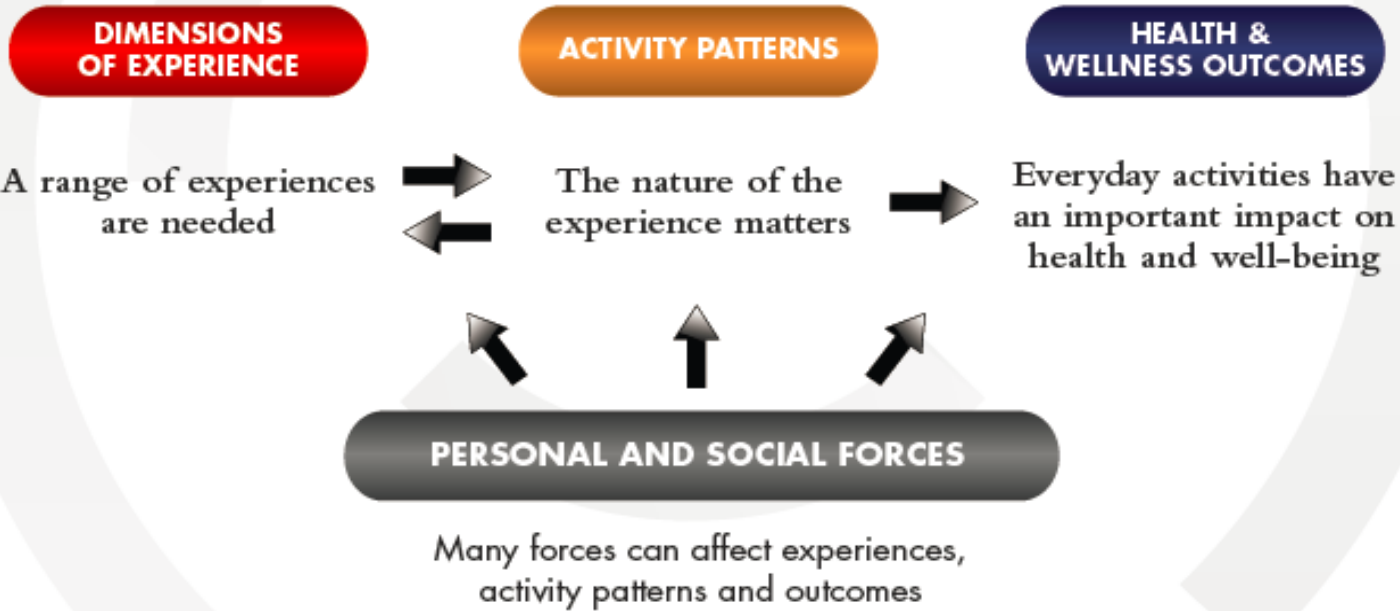 DIMENSIONS
OF EXPERIENCE
ACTIVITY PATTERNS
HEALTH &
WELLNESS OUTCOMES
A range of experiences
are needed
The nature of the
experience matters
Everyday activities have
an important impact on
health and well-being
PERSONAL AND SOCIAL FORCES
Many forces can affect experiences,
activity patterns and outcomes